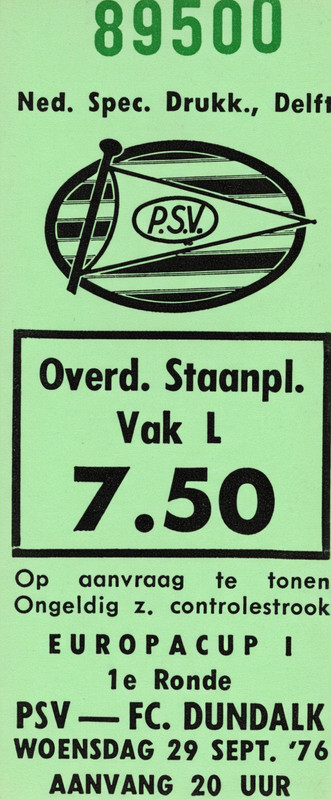 89500
Ned. Spec. Drukk., Delft
P.S.V.
Overd. Staanpl.
Vak L
7.50
Op aanvraag te tonen
Ongeldig z. controlestrook
EUROPACUP I
1e Ronde
PSV — FC. DUNDALK
WOENSDAG 29 SEPT. '76
AANVANG 20 UUR